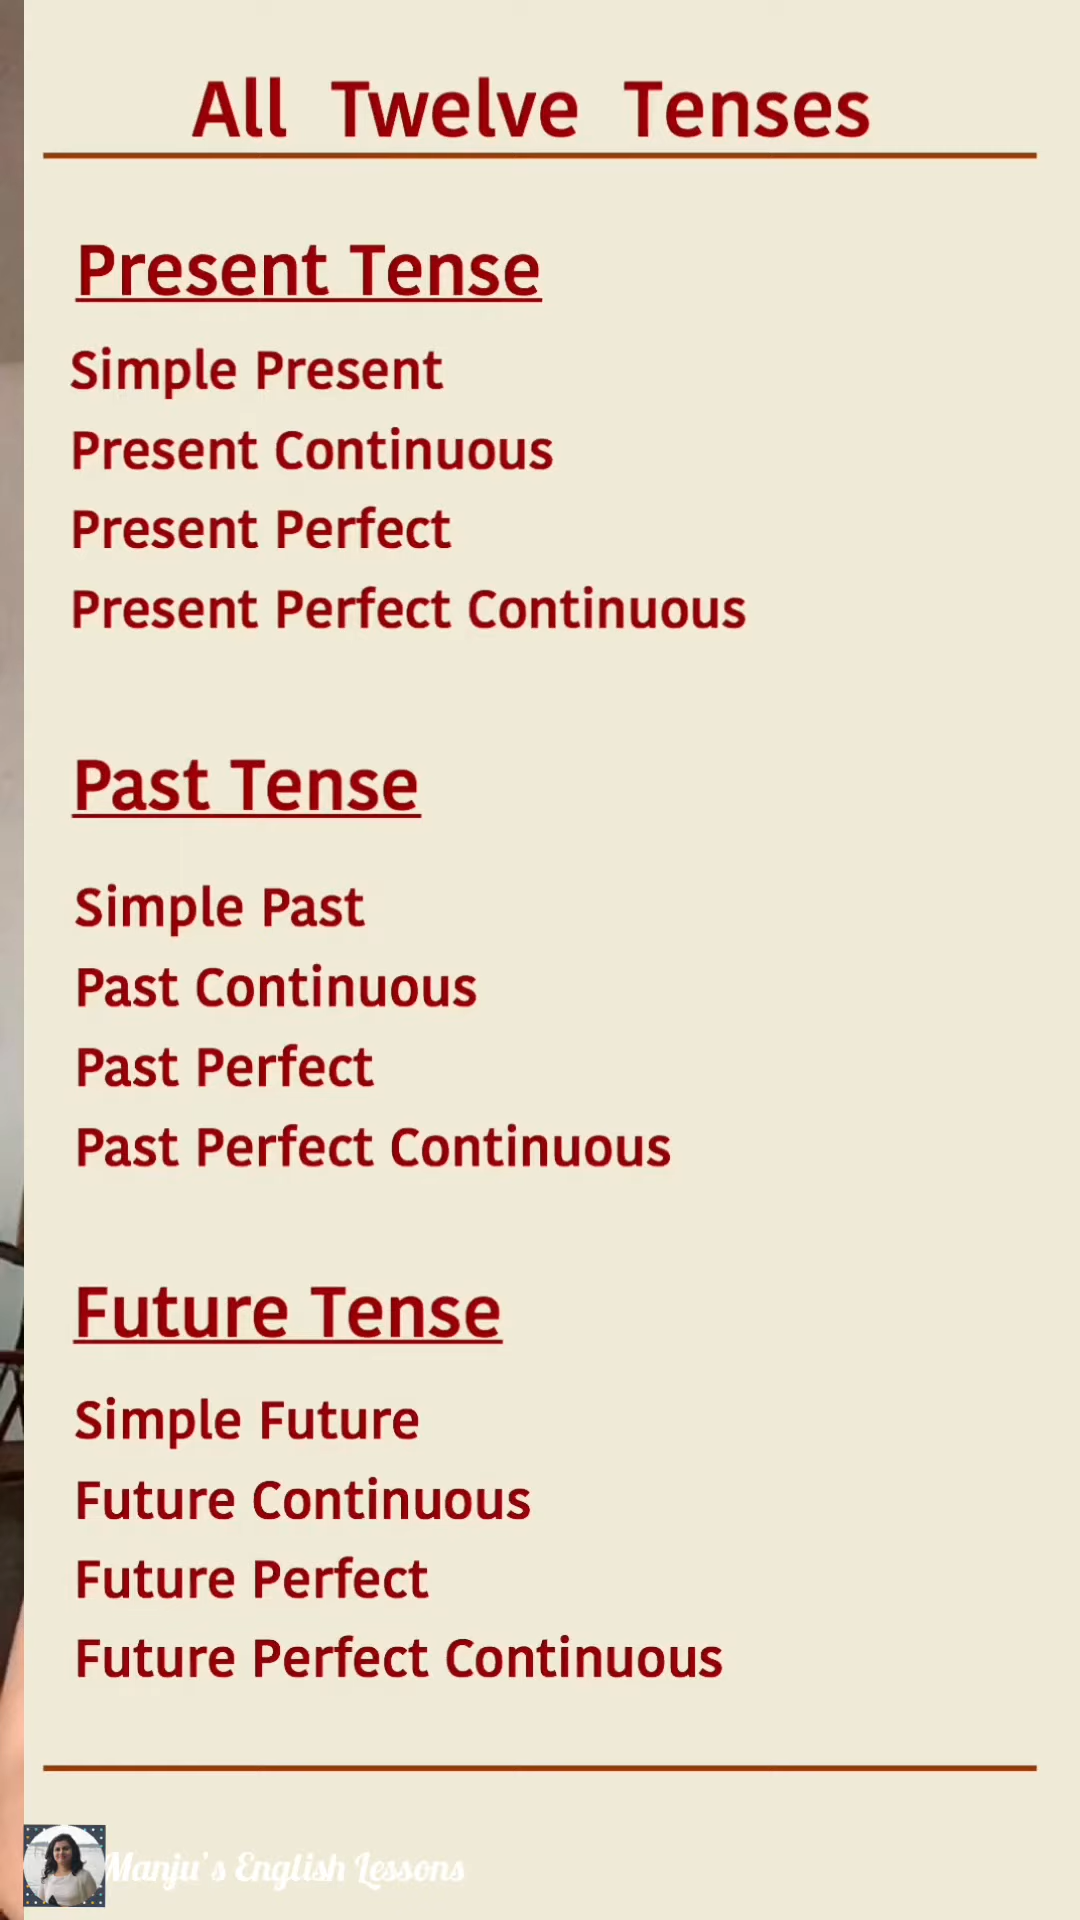 All Twelve Tenses
Present Tense
Simple Present
Present Continuous
Present Perfect
Present Perfect Continuous
Past Tense
Simple Past
Past Continuous
Past Perfect
Past Perfect Continuous
Future Tense
Simple Future
Future Continuous
Future Perfect
Future Perfect Continuous
Manju's English Lessons